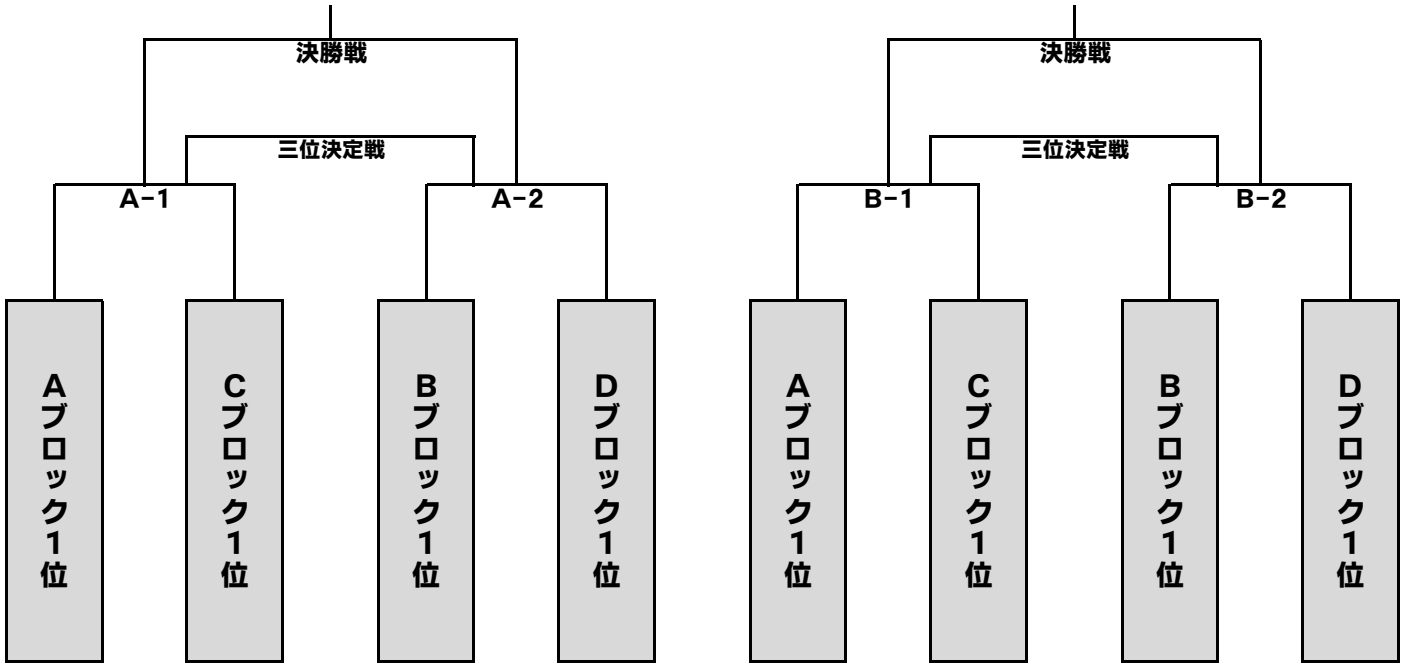 決勝戦
三位決定戦
A-1
A-2
Aブロック1位
Cブロック1位
Bブロック1位
Dブロック1位
決勝戦
三位決定戦
B-1
B-2
Aブロック1位
Cブロック1位
Bブロック1位
Dブロック1位